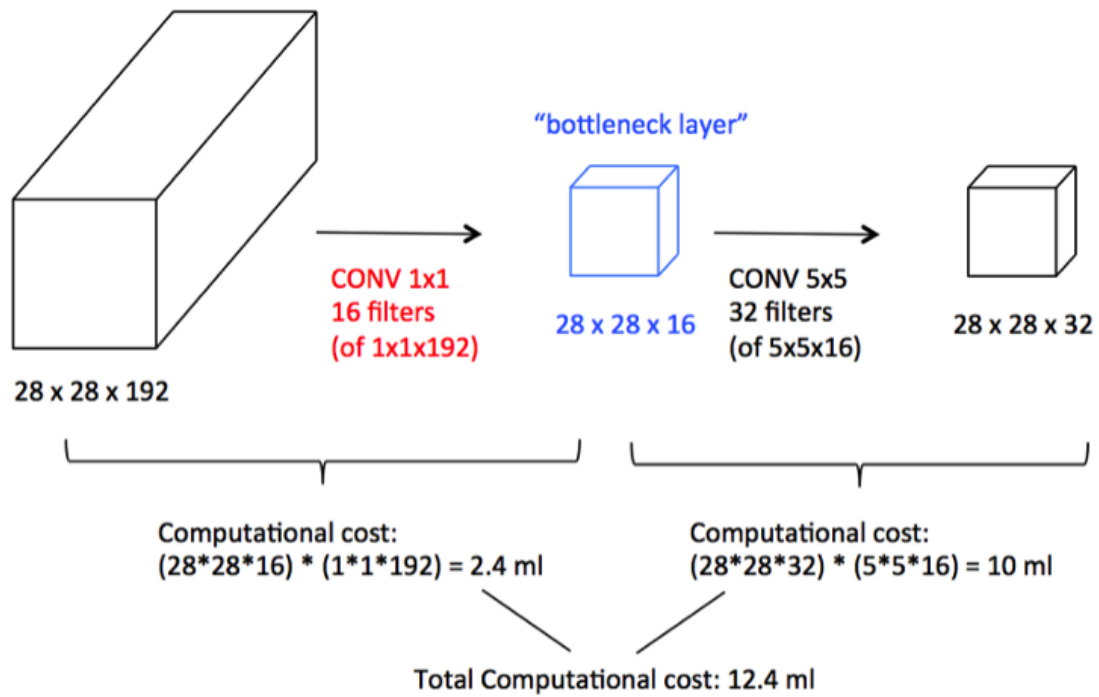 “bottleneck layer”
CONV 1x1
16 filters
(of 1x1x192)
28 x 28 x 16
CONV 5x5
32 filters
(of 5x5x16)
28 x 28 x 32
28 x 28 x 192
Computational cost:
(28*28*16) * (1*1*192) = 2.4 ml
Computational cost:
(28*28*32) * (5*5*16) = 10 ml
Total Computational cost: 12.4 ml